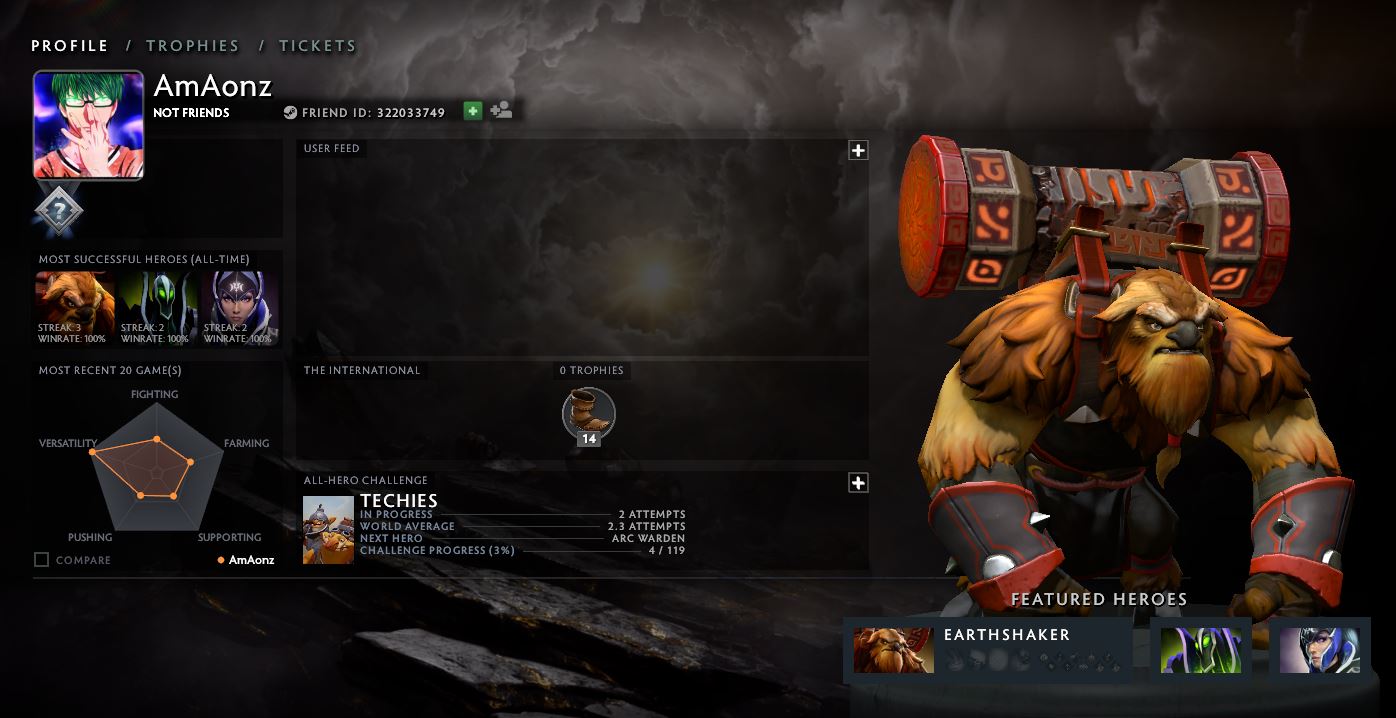 PROFILE / TROPHIES / TICKETS
AmAonz
NOT FRIENDS
FRIEND ID: 322033749
?
USER FEED
MOST SUCCESSFUL HEROES (ALL-TIME)
STREAK: 3 STREAK: 2 STREAK: 2
WINRATE: 100% WINRATE: 100% WINRATE: 100%
MOST RECENT 20 GAME(S)
FIGHTING
VERSATILITY FARMING
PUSHING SUPPORTING
COMPARE AmAonz
THE INTERNATIONAL
0 TROPHIES
14
ALL-HERO CHALLENGE
TECHIES
IN PROGRESS 2 ATTEMPTS
WORLD AVERAGE 2.3 ATTEMPTS
NEXT HERO ARC WARDEN
CHALLENGE PROGRESS (3%) 4 / 119
FEATURED HEROES
EARTHSHAKER